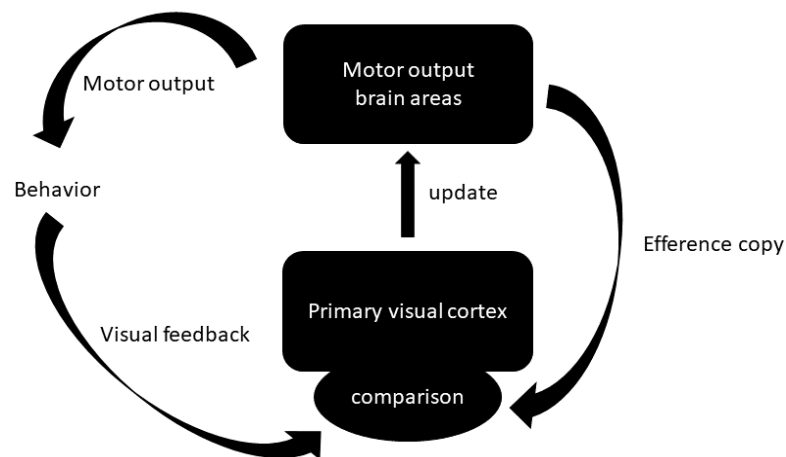 Motor output
brain areas
Motor output
Behavior
update
Efference copy
Primary visual cortex
Visual feedback
comparison